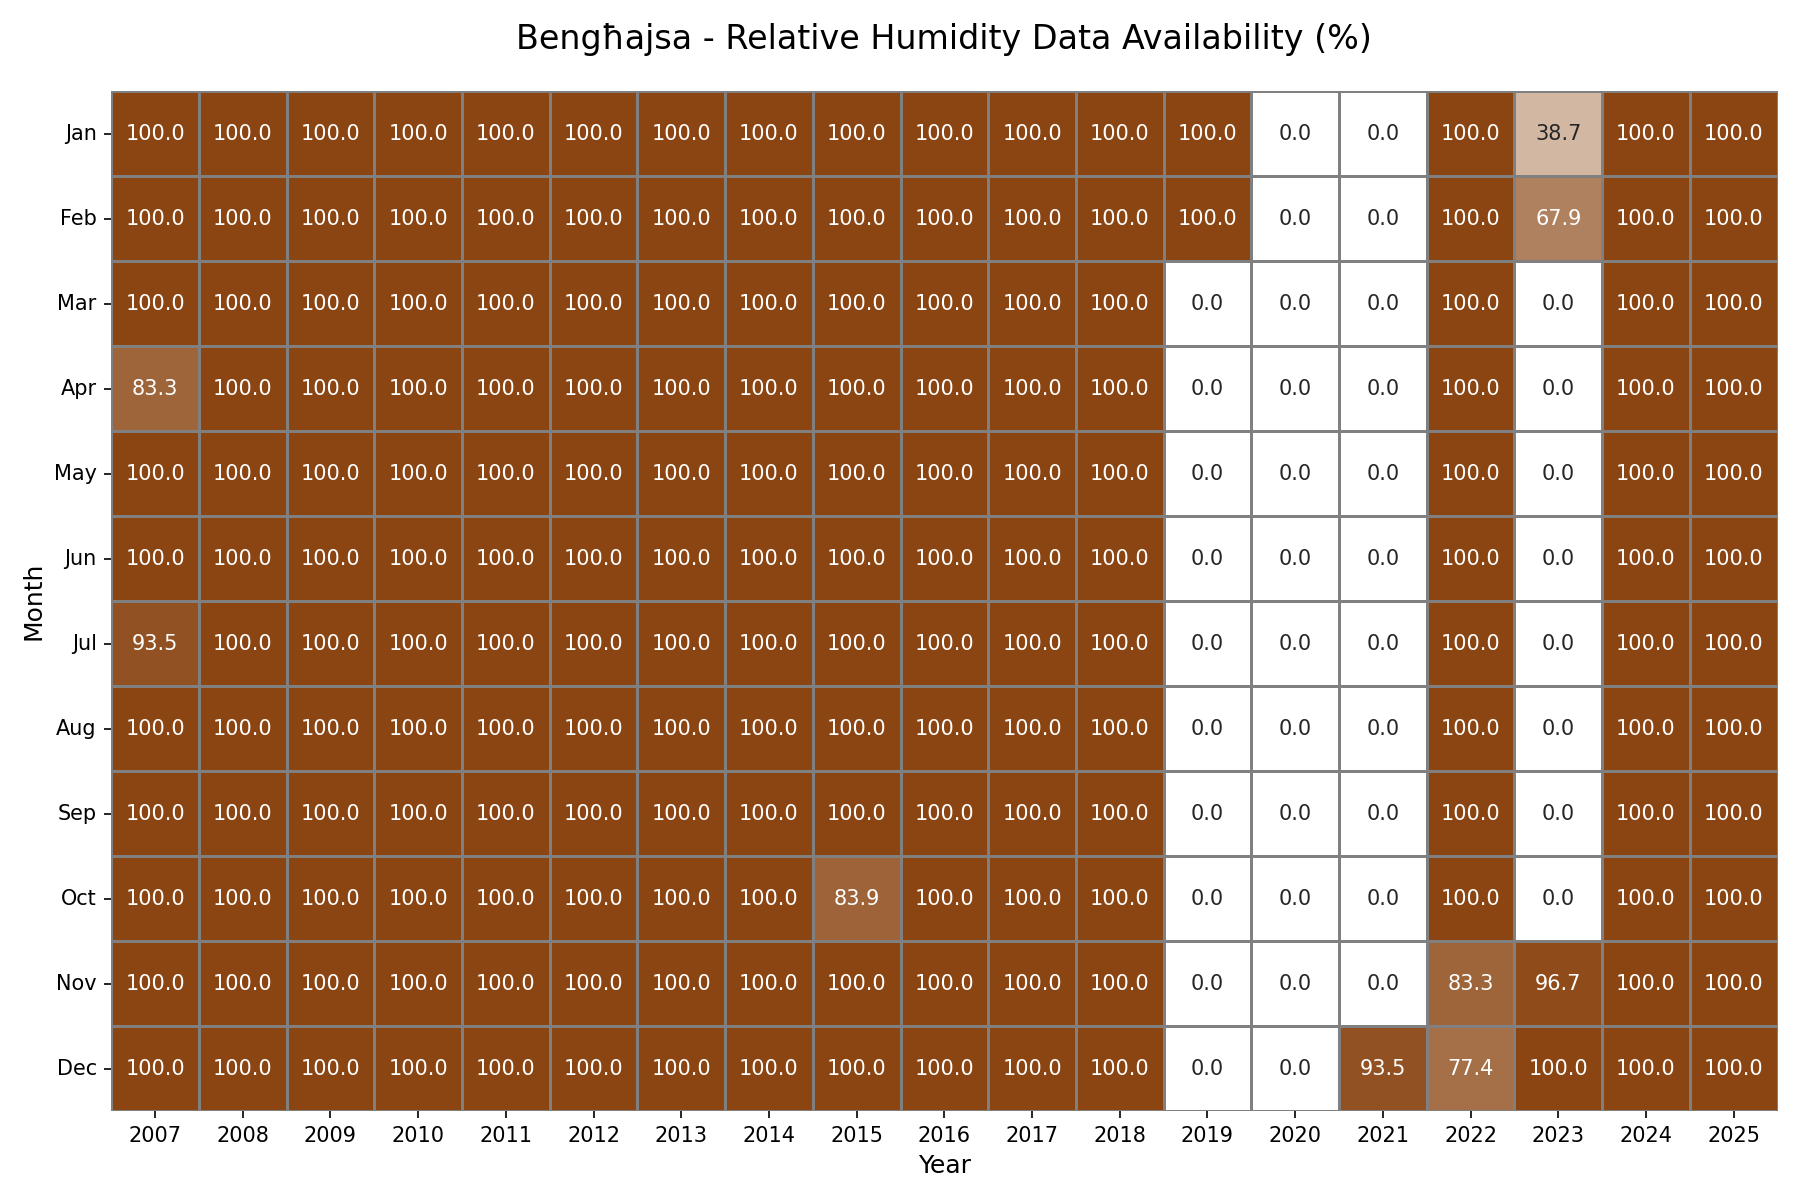 Bengħajsa - Relative Humidity Data Availability (%)
Jan 100.0 100.0 100.0 100.0 100.0 100.0 100.0 100.0 100.0 100.0 100.0 100.0 100.0 0.0 0.0 100.0 38.7 100.0 100.0
Feb 100.0 100.0 100.0 100.0 100.0 100.0 100.0 100.0 100.0 100.0 100.0 100.0 100.0 0.0 0.0 100.0 67.9 100.0 100.0
Mar 100.0 100.0 100.0 100.0 100.0 100.0 100.0 100.0 100.0 100.0 100.0 100.0 0.0 0.0 0.0 100.0 0.0 100.0 100.0
Apr 83.3 100.0 100.0 100.0 100.0 100.0 100.0 100.0 100.0 100.0 100.0 100.0 0.0 0.0 0.0 100.0 0.0 100.0 100.0
May 100.0 100.0 100.0 100.0 100.0 100.0 100.0 100.0 100.0 100.0 100.0 100.0 0.0 0.0 0.0 100.0 0.0 100.0 100.0
Jun 100.0 100.0 100.0 100.0 100.0 100.0 100.0 100.0 100.0 100.0 100.0 100.0 0.0 0.0 0.0 100.0 0.0 100.0 100.0
Jul 93.5 100.0 100.0 100.0 100.0 100.0 100.0 100.0 100.0 100.0 100.0 100.0 0.0 0.0 0.0 100.0 0.0 100.0 100.0
Aug 100.0 100.0 100.0 100.0 100.0 100.0 100.0 100.0 100.0 100.0 100.0 100.0 0.0 0.0 0.0 100.0 0.0 100.0 100.0
Sep 100.0 100.0 100.0 100.0 100.0 100.0 100.0 100.0 100.0 100.0 100.0 100.0 0.0 0.0 0.0 100.0 0.0 100.0 100.0
Oct 100.0 100.0 100.0 100.0 100.0 100.0 100.0 100.0 83.9 100.0 100.0 100.0 0.0 0.0 0.0 100.0 0.0 100.0 100.0
Nov 100.0 100.0 100.0 100.0 100.0 100.0 100.0 100.0 100.0 100.0 100.0 100.0 0.0 0.0 0.0 83.3 96.7 100.0 100.0
Dec 100.0 100.0 100.0 100.0 100.0 100.0 100.0 100.0 100.0 100.0 100.0 100.0 0.0 0.0 93.5 77.4 100.0 100.0 100.0
Month
2007 2008 2009 2010 2011 2012 2013 2014 2015 2016 2017 2018 2019 2020 2021 2022 2023 2024 2025
Year